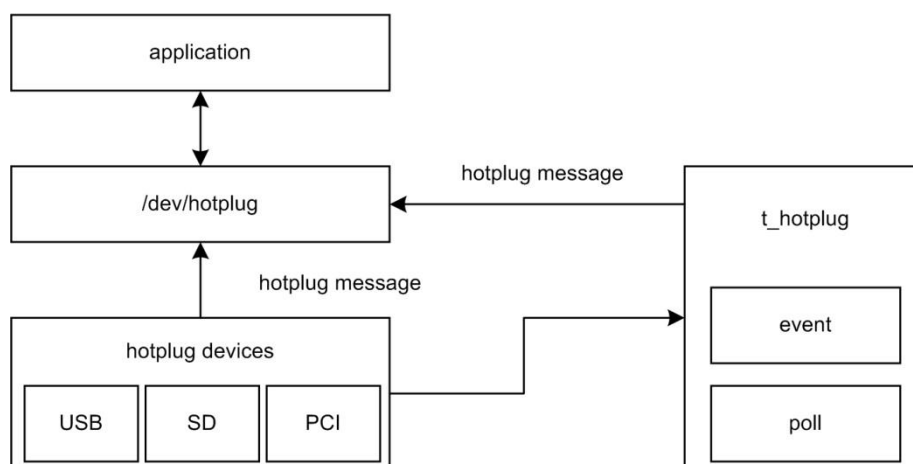 application
/dev/hotplug
hotplug message
t_hotplug
hotplug message
event
hotplug devices
USB
SD
PCI
poll